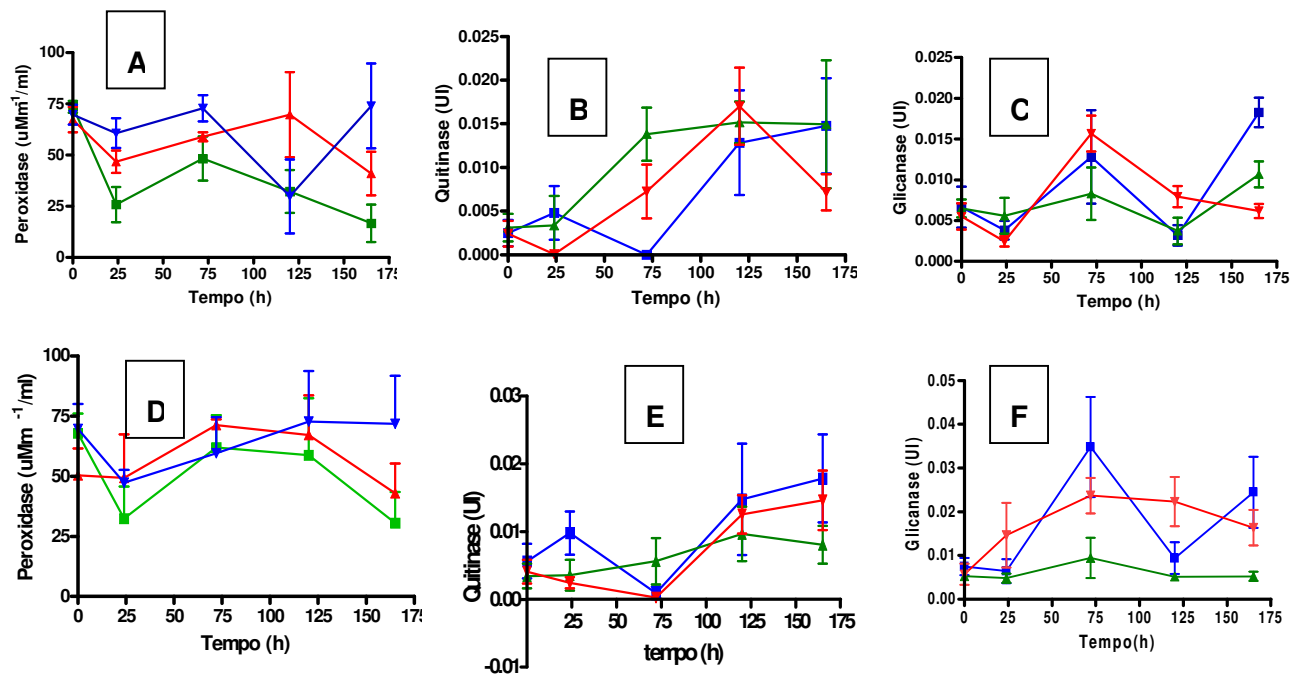 A
Peroxidase (uMm¹/ml)
100
75
50
25
0
0 25 50 75 100 125 150 175
Tempo (h)
B
Quitinase (UI)
0.025
0.020
0.015
0.010
0.005
0.000
0 25 50 75 100 125 150 175
Tempo (h)
C
Glicanase (UI)
0.025
0.020
0.015
0.010
0.005
0.000
0 25 50 75 100 125 150 175
Tempo (h)
D
Peroxidase (uMm ⁻¹/ml)
100
75
50
25
0
0 25 50 75 100 125 150 175
Tempo (h)
E
Quitinase (UI)
0.03
0.02
0.01
0.00
-0.01
25 50 75 100 125 150 175
tempo (h)
F
Glicanase (UI)
0.05
0.04
0.03
0.02
0.01
0.00
0 25 50 75 100 125 150 175
Tempo(h)